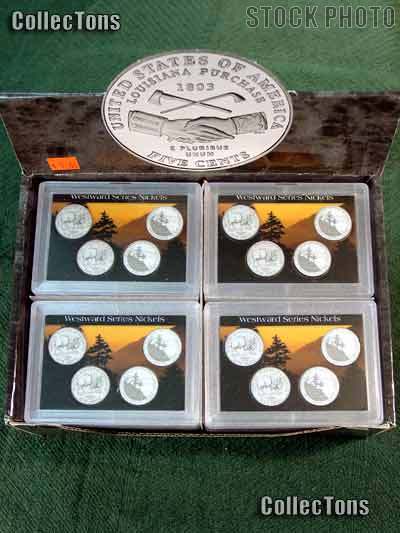 CollecTons
STOCK PHOTO
UNITED STATES OF AMERICA
LOUISIANA PURCHASE
1803
E PLURIBUS
UNUM
FIVE CENTS
Westward Series Nickels
Westward Series Nickels
Westward Series Nickels
Westward Series Nickels
CollecTons
CollecTons